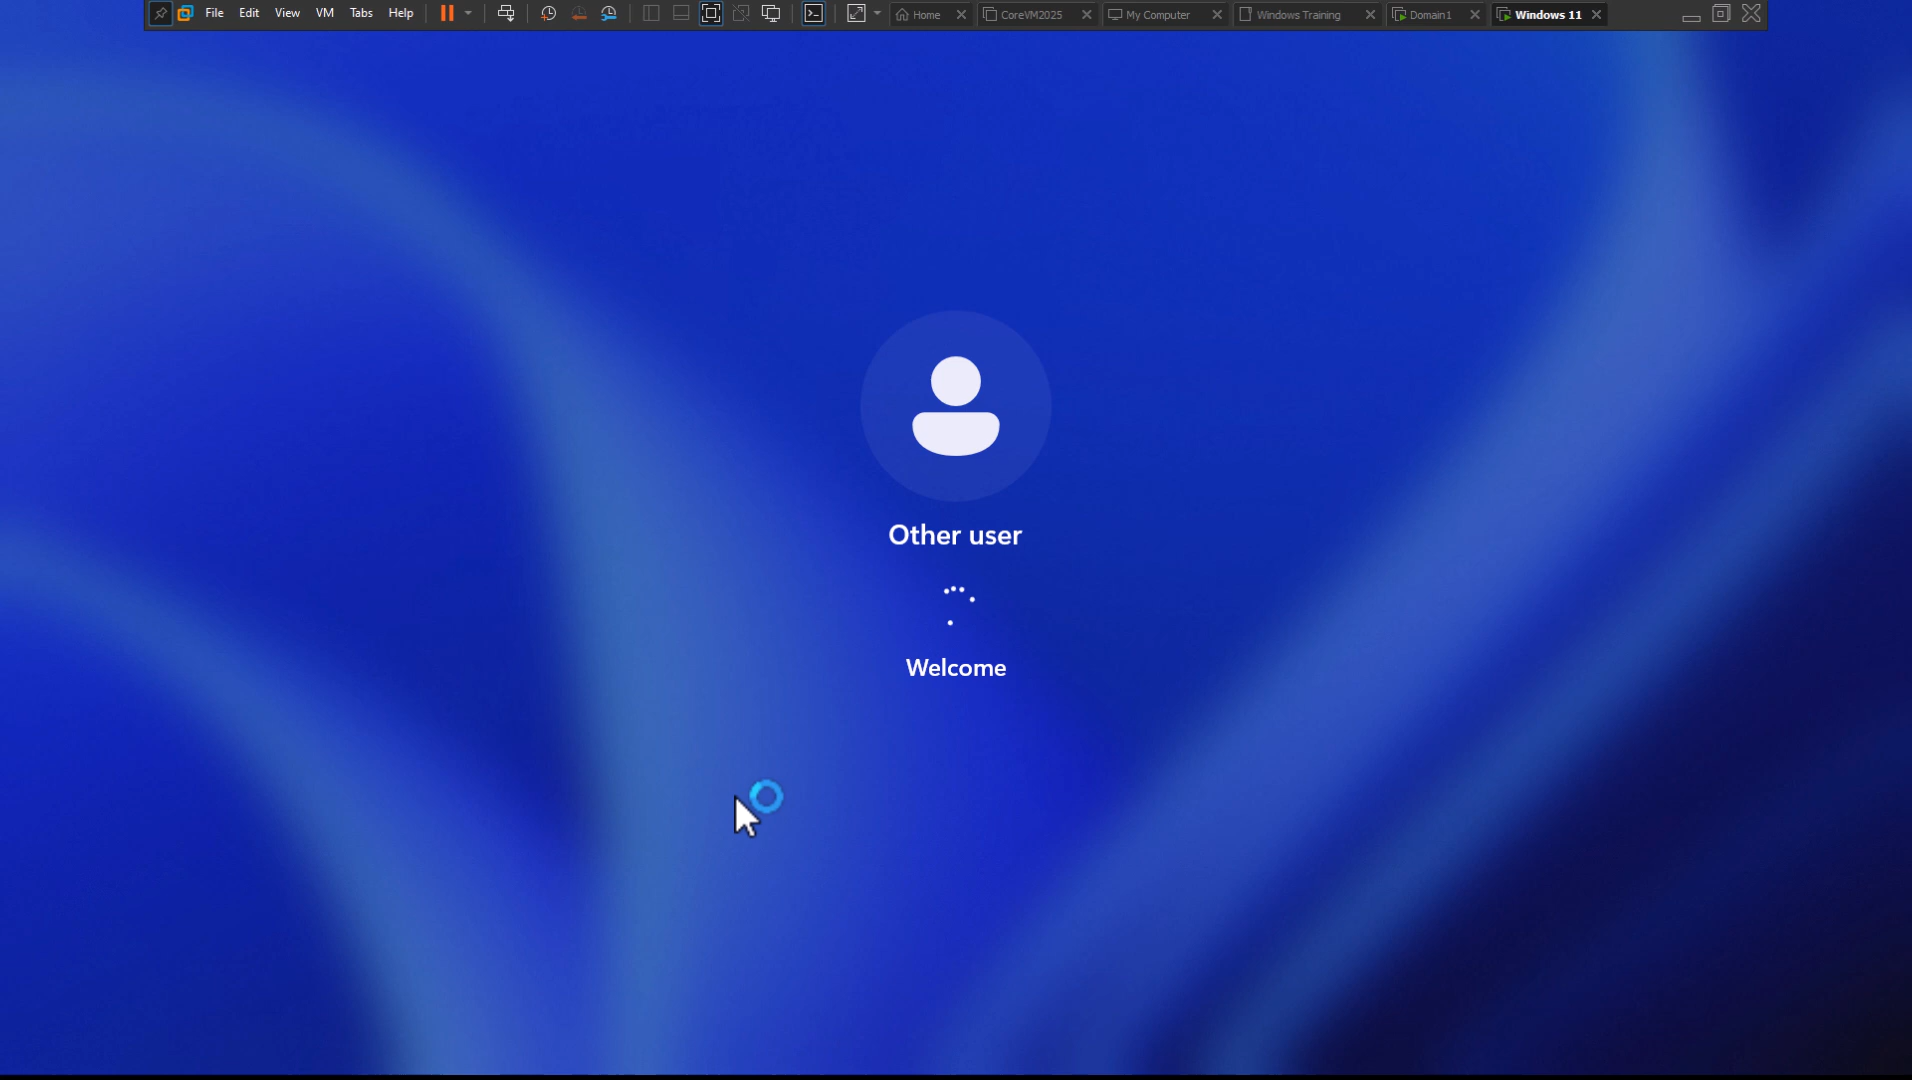 File Edit View VM Tabs Help Home CoreVM2025 My Computer Windows Training Domain1 Windows 11
Other user
Welcome